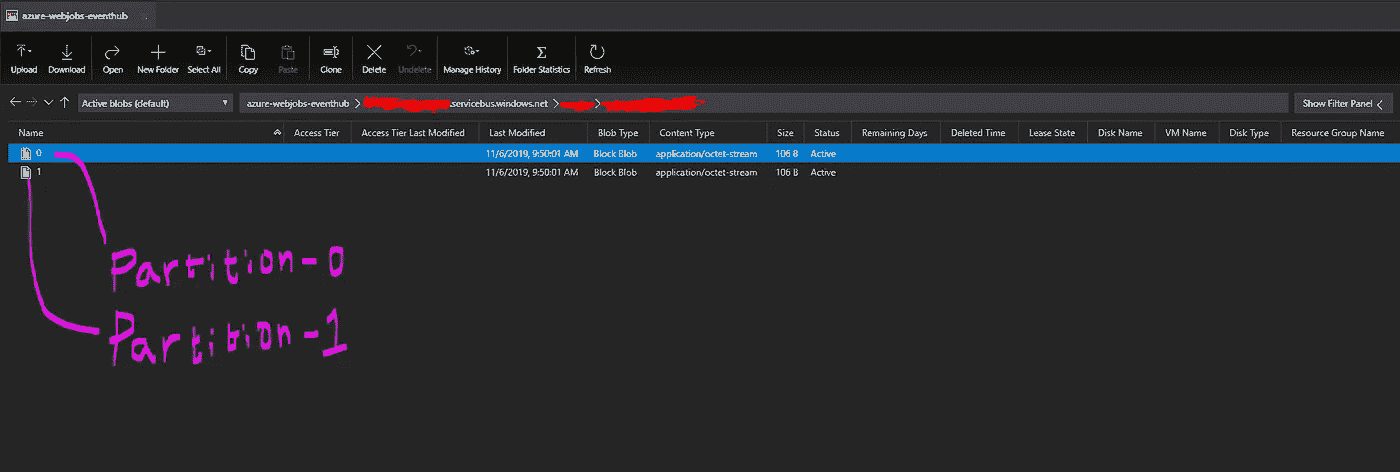 azure-webjobs-eventhub
Upload Download Open New Folder Select All Copy Paste Clone Delete Undelete Manage History Folder Statistics Refresh
Active blobs (default) azure-webjobs-eventhub .servicebus.windows.net Show Filter Panel
Name Access Tier Access Tier Last Modified Last Modified Blob Type Content Type Size Status Remaining Days Deleted Time Lease State Disk Name VM Name Disk Type Resource Group Name
0 11/6/2019, 9:50:01 AM Block Blob application/octet-stream 106 B Active
1 11/6/2019, 9:50:01 AM Block Blob application/octet-stream 106 B Active
Partition-0
Partition-1